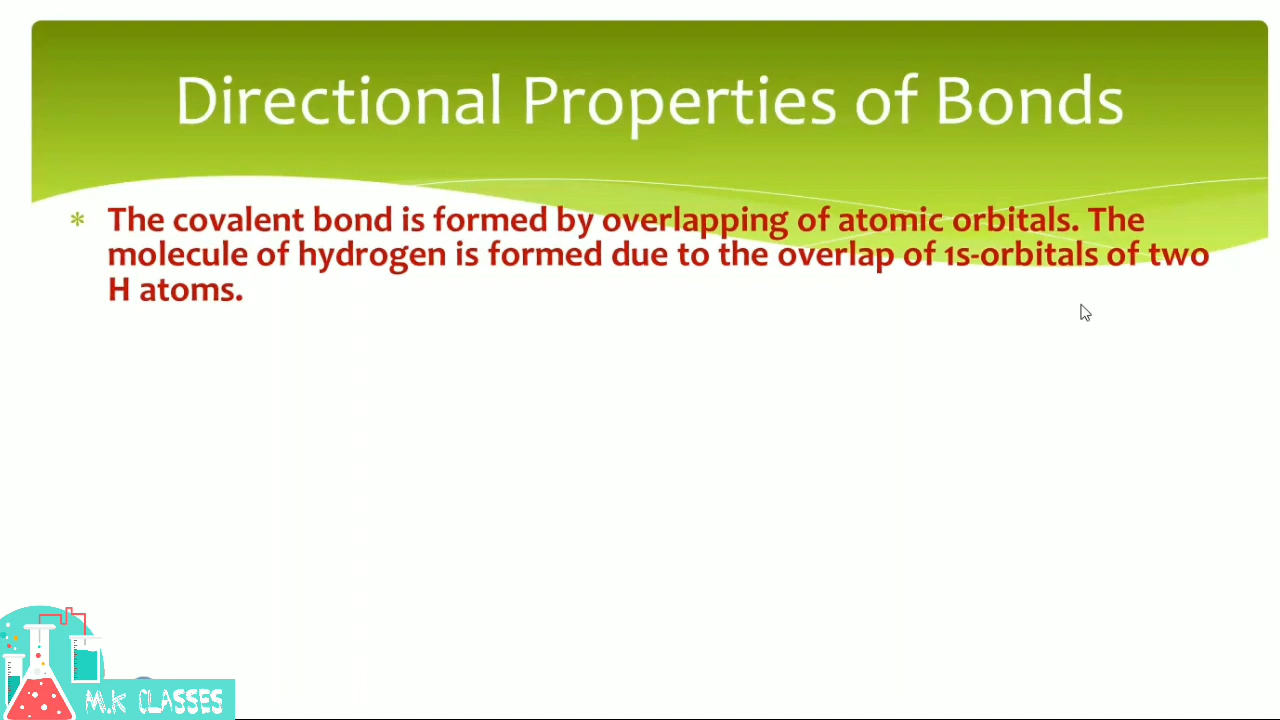 Directional Properties of Bonds
* The covalent bond is formed by overlapping of atomic orbitals. The
molecule of hydrogen is formed due to the overlap of 1s-orbitals of two
H atoms.
M.K CLASSES